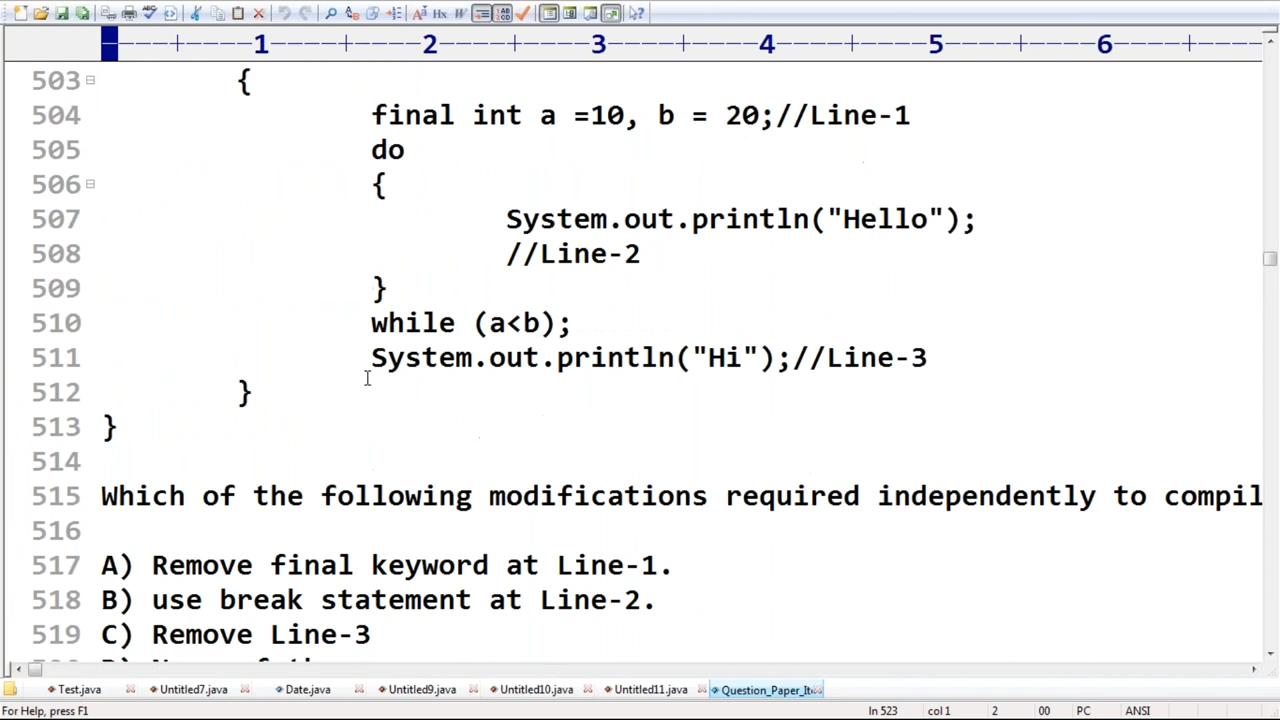 1 2 3 4 5 6
503 {
504 final int a =10, b = 20;//Line-1
505 do
506 {
507 System.out.println("Hello");
508 //Line-2
509 }
510 while (a<b);
511 System.out.println("Hi");//Line-3
512 }
513 }
514
515 Which of the following modifications required independently to compil
516
517 A) Remove final keyword at Line-1.
518 B) use break statement at Line-2.
519 C) Remove Line-3
Test.java Untitled7.java Date.java Untitled9.java Untitled10.java Untitled11.java Question_Paper_It
For Help, press F1 ln 523 col 1 2 00 PC ANSI